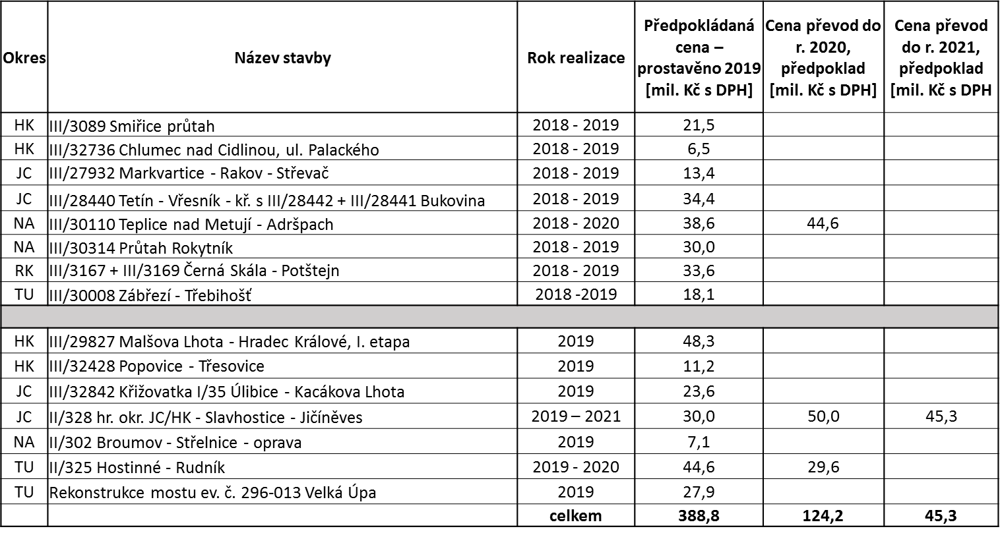 Okres Název stavby Rok realizace Předpokládaná cena – prostavěno 2019 [mil. Kč s DPH] Cena převod do r. 2020, předpoklad [mil. Kč s DPH] Cena převod do r. 2021, předpoklad [mil. Kč s DPH
HK III/3089 Smiřice průtah 2018 - 2019 21,5
HK III/32736 Chlumec nad Cidlinou, ul. Palackého 2018 - 2019 6,5
JC III/27932 Markvartice - Rakov - Střevač 2018 - 2019 13,4
JC III/28440 Tetín - Vřesník - kř. s III/28442 + III/28441 Bukovina 2018 - 2019 34,4
NA III/30110 Teplice nad Metují - Adršpach 2018 - 2020 38,6 44,6
NA III/30314 Průtah Rokytník 2018 - 2019 30,0
RK III/3167 + III/3169 Černá Skála - Potštejn 2018 - 2019 33,6
TU III/30008 Zábřezí - Třebihošť 2018 -2019 18,1
HK III/29827 Malšova Lhota - Hradec Králové, I. etapa 2019 48,3
HK III/32428 Popovice - Třesovice 2019 11,2
JC III/32842 Křižovatka I/35 Úlibice - Kacákova Lhota 2019 23,6
JC II/328 hr. okr. JC/HK - Slavhostice - Jičíněves 2019 – 2021 30,0 50,0 45,3
NA II/302 Broumov - Střelnice - oprava 2019 7,1
TU II/325 Hostinné - Rudník 2019 - 2020 44,6 29,6
TU Rekonstrukce mostu ev. č. 296-013 Velká Úpa 2019 27,9
celkem 388,8 124,2 45,3